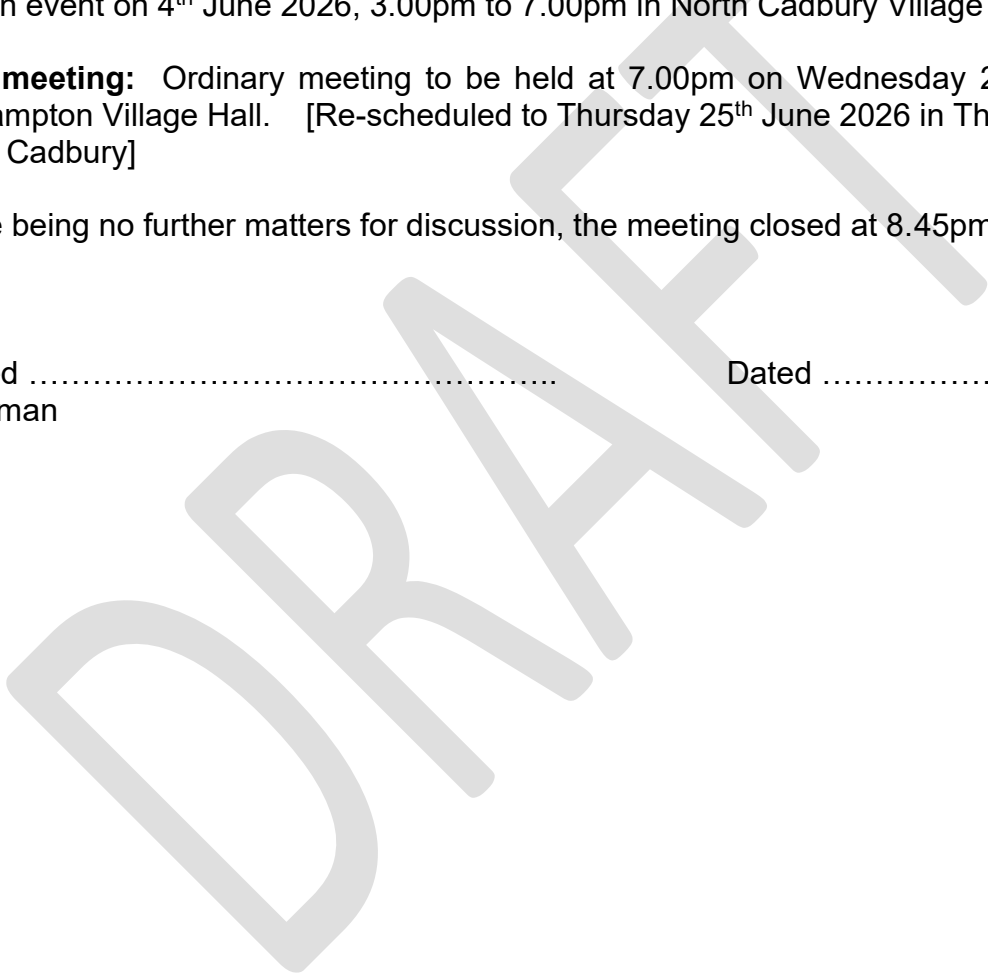 n event on 4th June 2026, 3.00pm to 7.00pm in North Cadbury Village
meeting: Ordinary meeting to be held at 7.00pm on Wednesday 2
ampton Village Hall. [Re-scheduled to Thursday 25th June 2026 in Th
Cadbury]
e being no further matters for discussion, the meeting closed at 8.45pm
d ……………………………………………….. Dated ………………
man
DRAFT